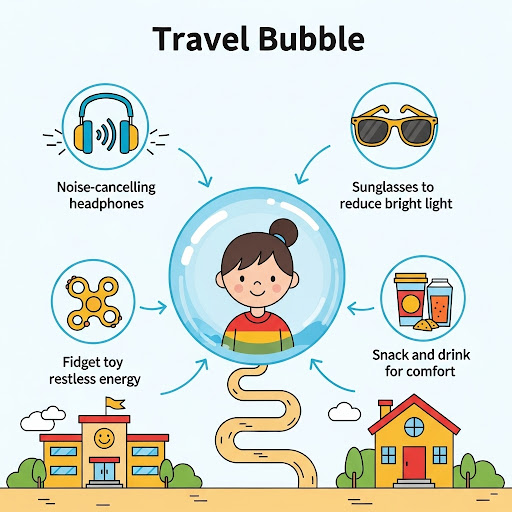 Travel Bubble
Noise-cancelling
headphones
Sunglasses to
reduce bright light
Fidget toy
restless energy
Snack and drink
for comfort